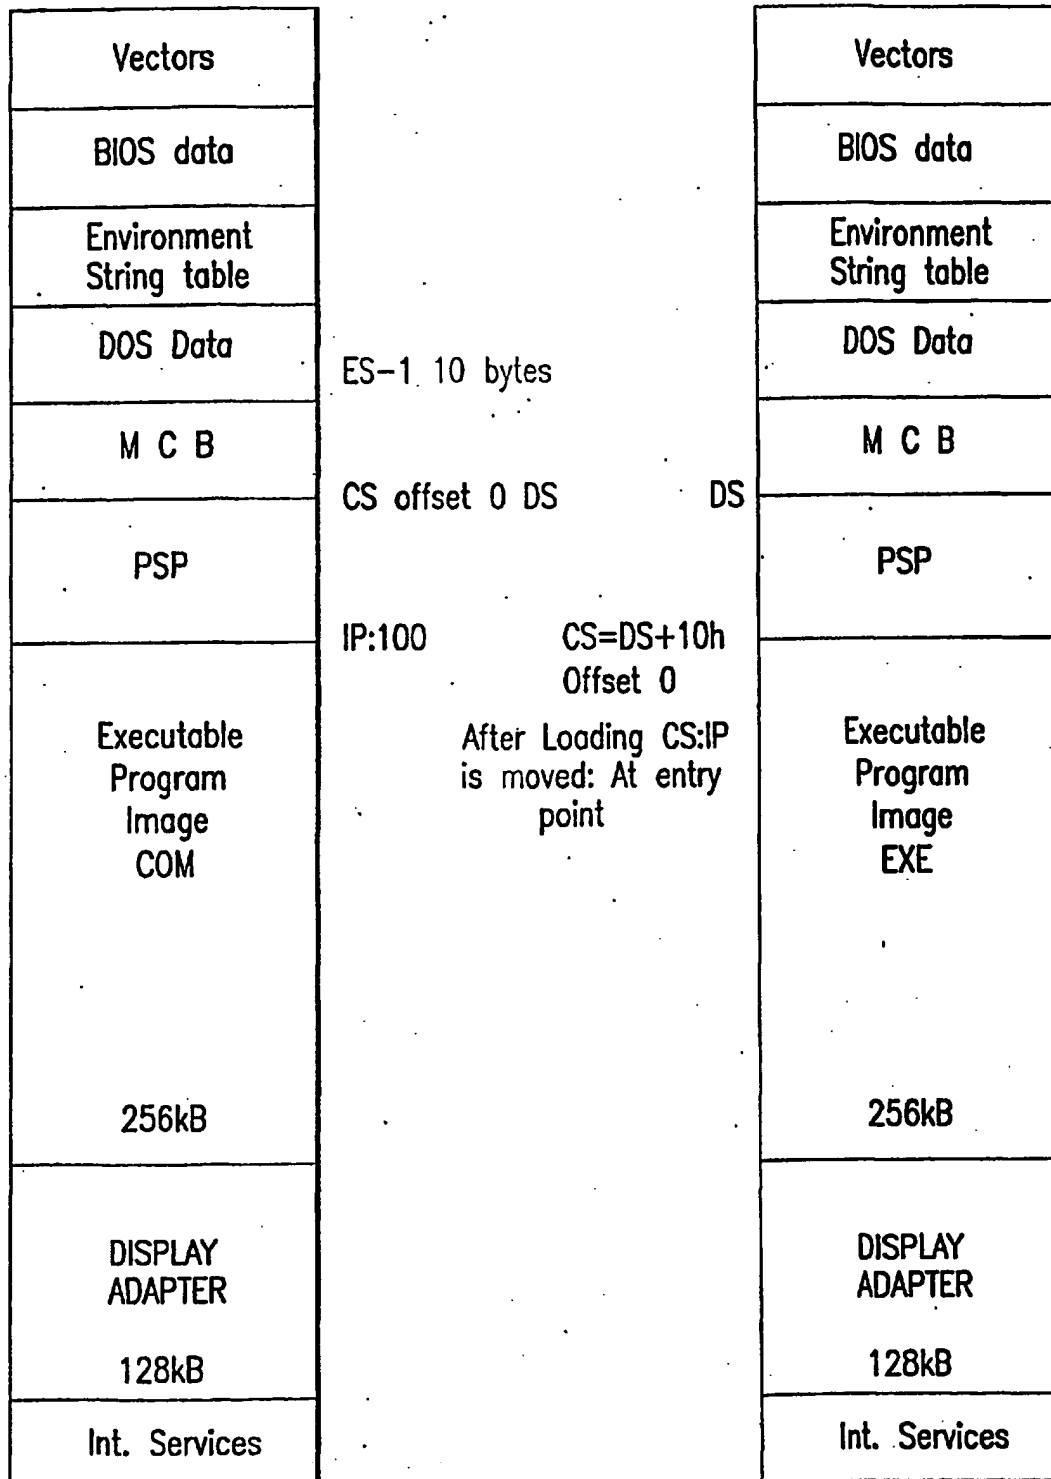 Vectors
BIOS data
Environment
String table
DOS Data
M C B
PSP
Executable
Program
Image
COM
256kB
DISPLAY
ADAPTER
128kB
Int. Services
ES-1 10 bytes
CS offset 0 DS
IP:100
DS
CS=DS+10h
Offset 0
After Loading CS:IP
is moved: At entry
point
Vectors
BIOS data
Environment
String table
DOS Data
M C B
PSP
Executable
Program
Image
EXE
256kB
DISPLAY
ADAPTER
128kB
Int. Services